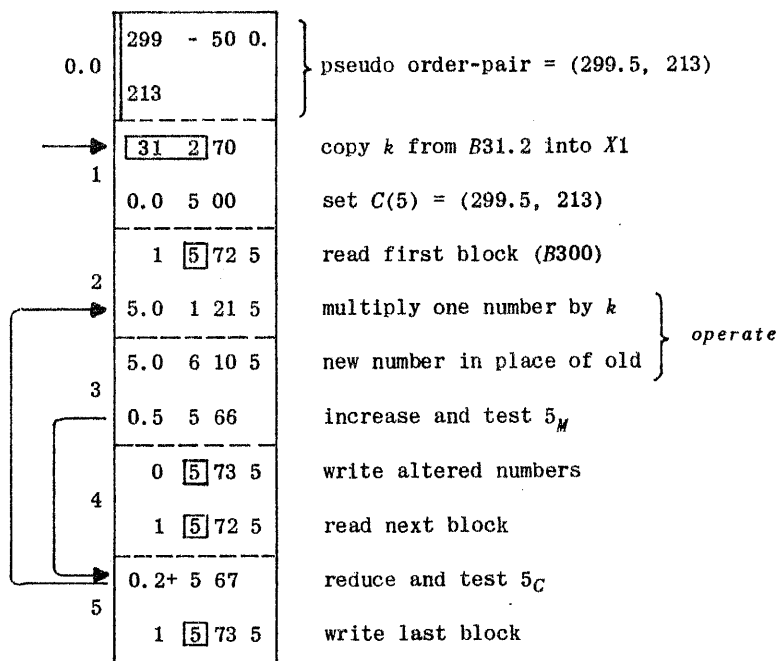 299 - 50 0.
0.0 pseudo order-pair = (299.5, 213)
213
31 2 70 copy k from B31.2 into X1
1
0.0 5 00 set C(5) = (299.5, 213)
1 5 72 5 read first block (B300)
2
5.0 1 21 5 multiply one number by k
operate
5.0 6 10 5 new number in place of old
3
0.5 5 66 increase and test 5M
0 5 73 5 write altered numbers
4
1 5 72 5 read next block
0.2+ 5 67 reduce and test 5C
5
1 5 73 5 write last block